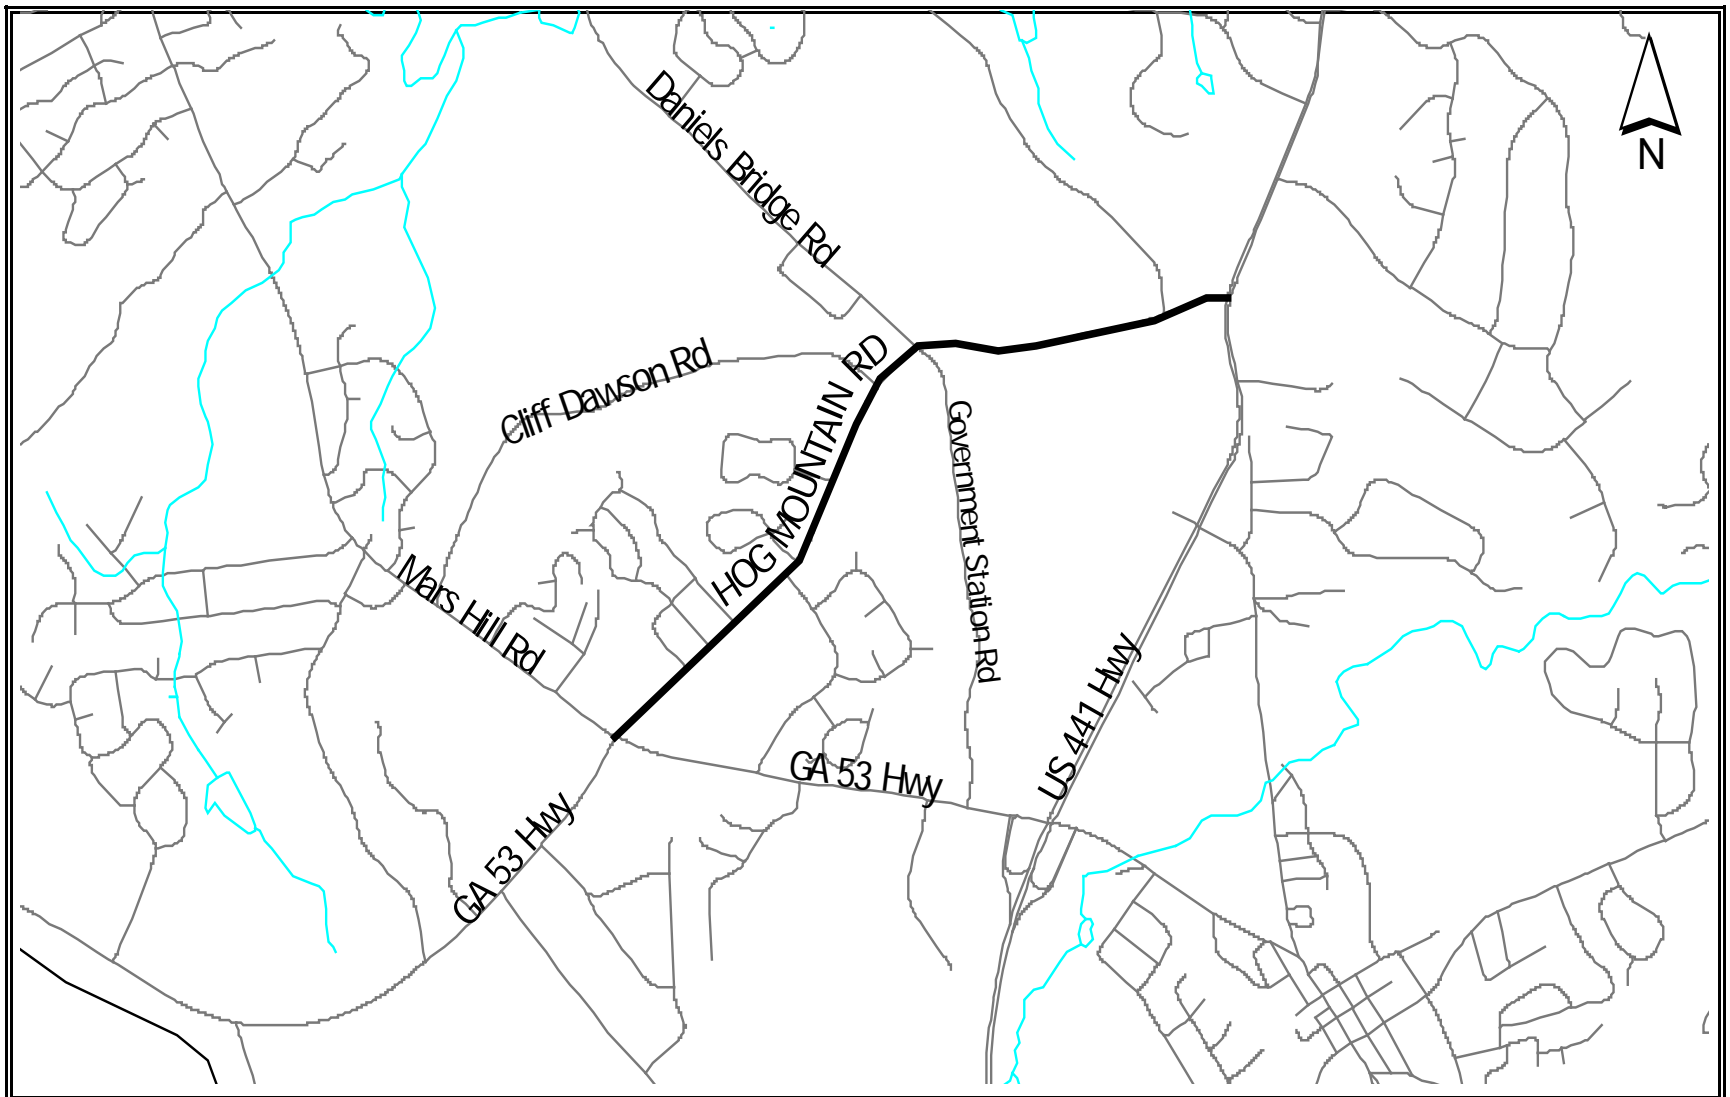 N
Daniels Bridge Rd
Cliff Dawson Rd
HOG MOUNTAIN RD
Government Station Rd
Mars Hill Rd
US 441 Hwy
GA 53 Hwy
GA 53 Hwy